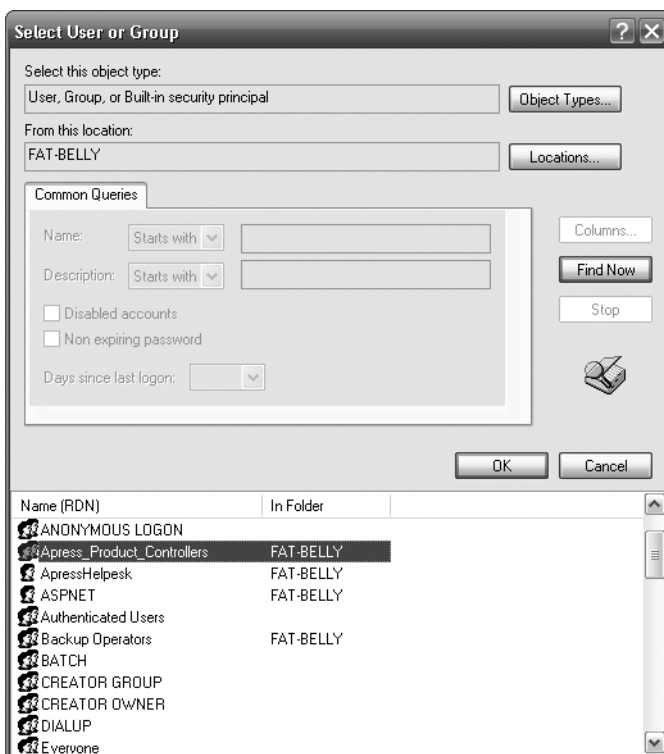 Select User or Group
Select this object type:
User, Group, or Built-in security principal
Object Types...
From this location:
FAT-BELLY
Locations...
Common Queries
Name:
Starts with
Columns...
Description:
Starts with
Find Now
Disabled accounts
Stop
Non expiring password
Days since last logon:
OK
Cancel
Name (RDN) In Folder
ANONYMOUS LOGON
Apress_Product_Controllers FAT-BELLY
ApressHelpesk FAT-BELLY
ASPNET FAT-BELLY
Authenticated Users
Backup Operators FAT-BELLY
BATCH
CREATOR GROUP
CREATOR OWNER
DIALUP
Everyone